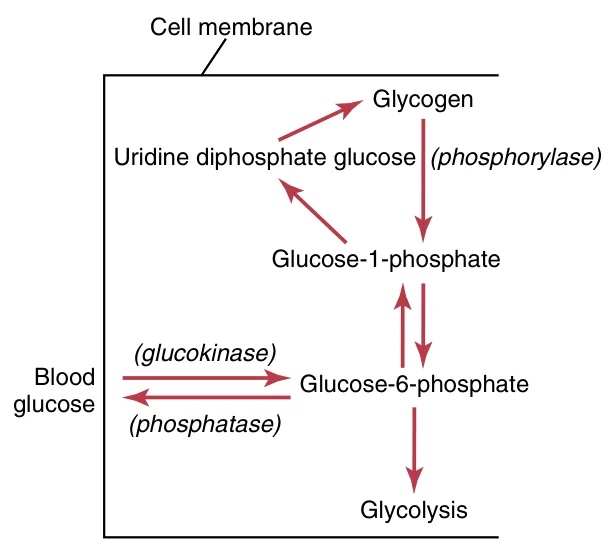 Cell membrane
Glycogen
Uridine diphosphate glucose (phosphorylase)
Glucose-1-phosphate
(glucokinase)
Blood
glucose
Glucose-6-phosphate
(phosphatase)
Glycolysis